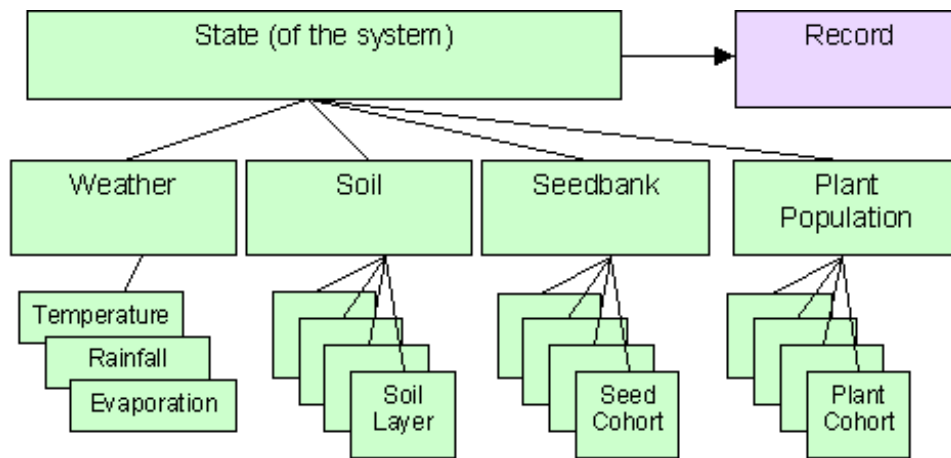 State (of the system)
Record
Weather
Soil
Seedbank
Plant
Population
Temperature
Rainfall
Evaporation
Soil
Layer
Seed
Cohort
Plant
Cohort